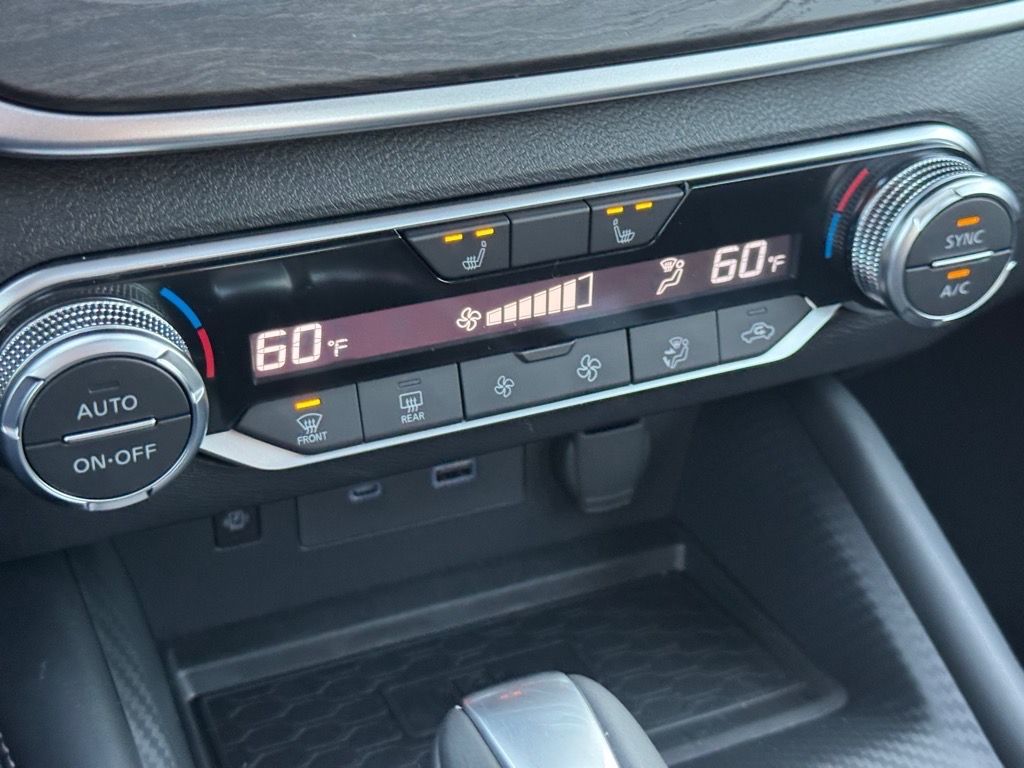 60°F
60°F
AUTO
ON·OFF
FRONT
REAR
SYNC
A/C